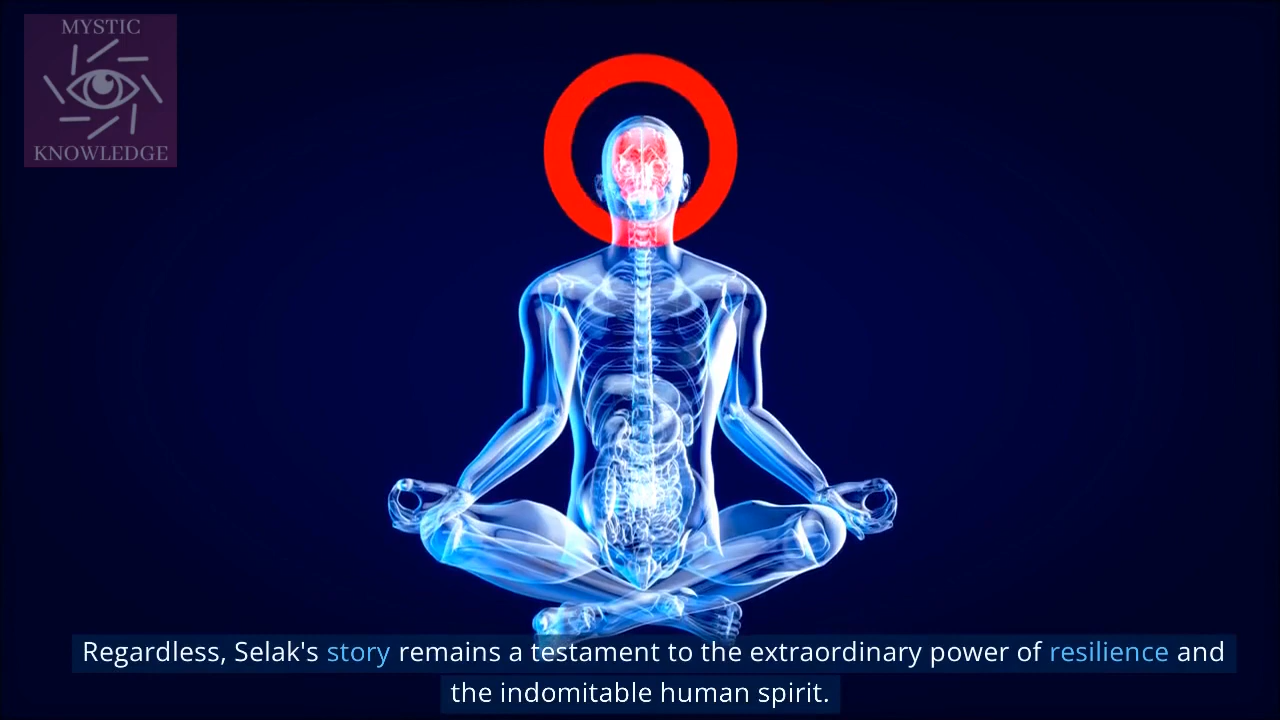 MYSTIC
KNOWLEDGE
Regardless, Selak's story remains a testament to the extraordinary power of resilience and
the indomitable human spirit.